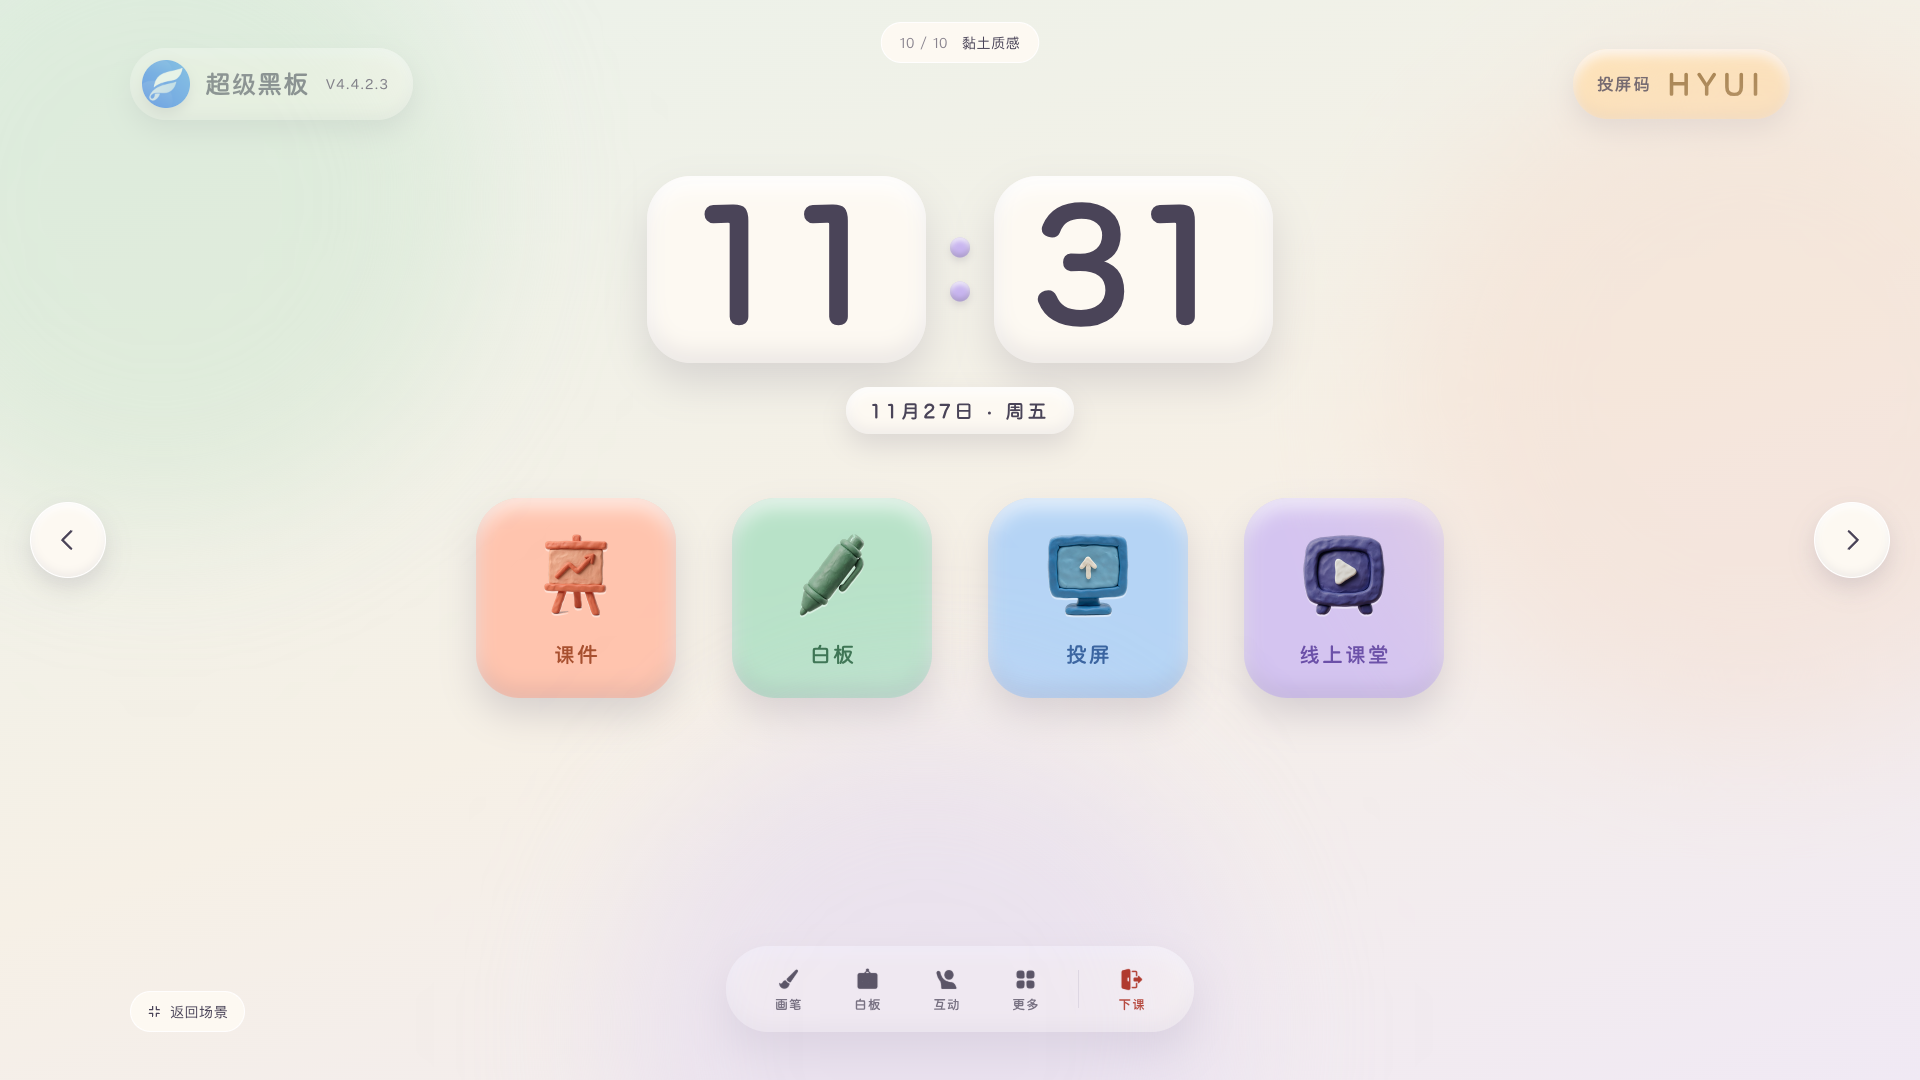 10 / 10 黏土质感
超级黑板 V4.4.2.3
投屏码 HYUI
11:31
11月27日 · 周五
课件
白板
投屏
线上课堂
返回场景
画笔
白板
互动
更多
下课